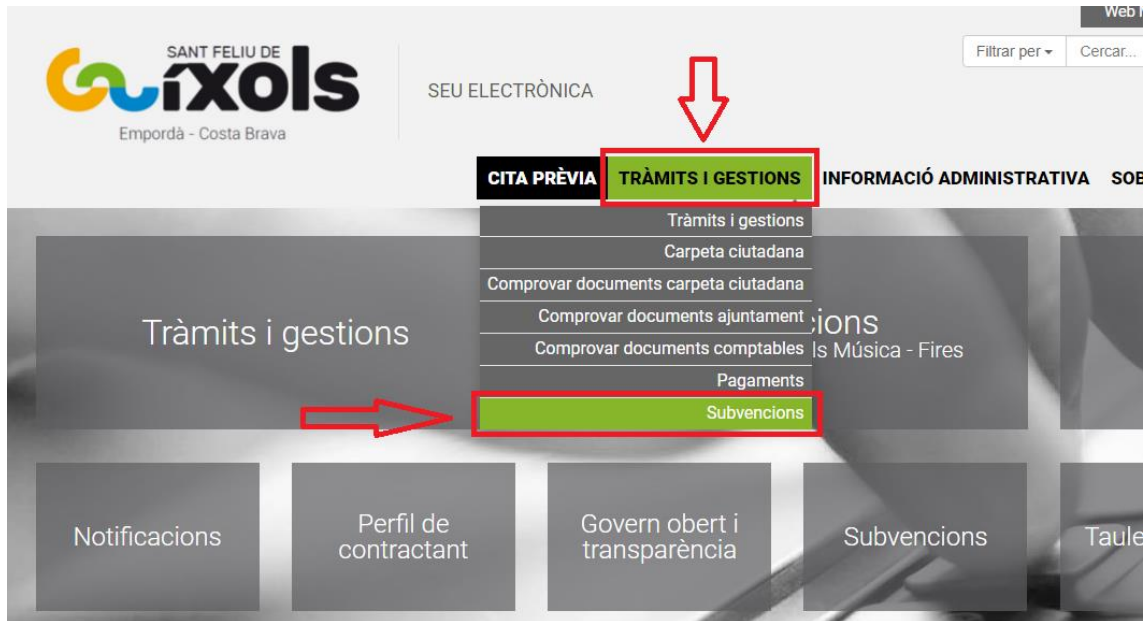 Web
SANT FELIU DE
Guíxols
Empordà - Costa Brava
SEU ELECTRÒNICA
Filtrar per
Cercar...
CITA PRÈVIA
TRÀMITS I GESTIONS
INFORMACIÓ ADMINISTRATIVA
Tràmits i gestions
Carpeta ciutadana
Comprovar documents carpeta ciutadana
Comprovar documents ajuntament
Comprovar documents comptables
Pagaments
Subvencions
Tràmits i gestions
Música - Fires
Notificacions
Perfil de
contractant
Govern obert i
transparència
Subvencions